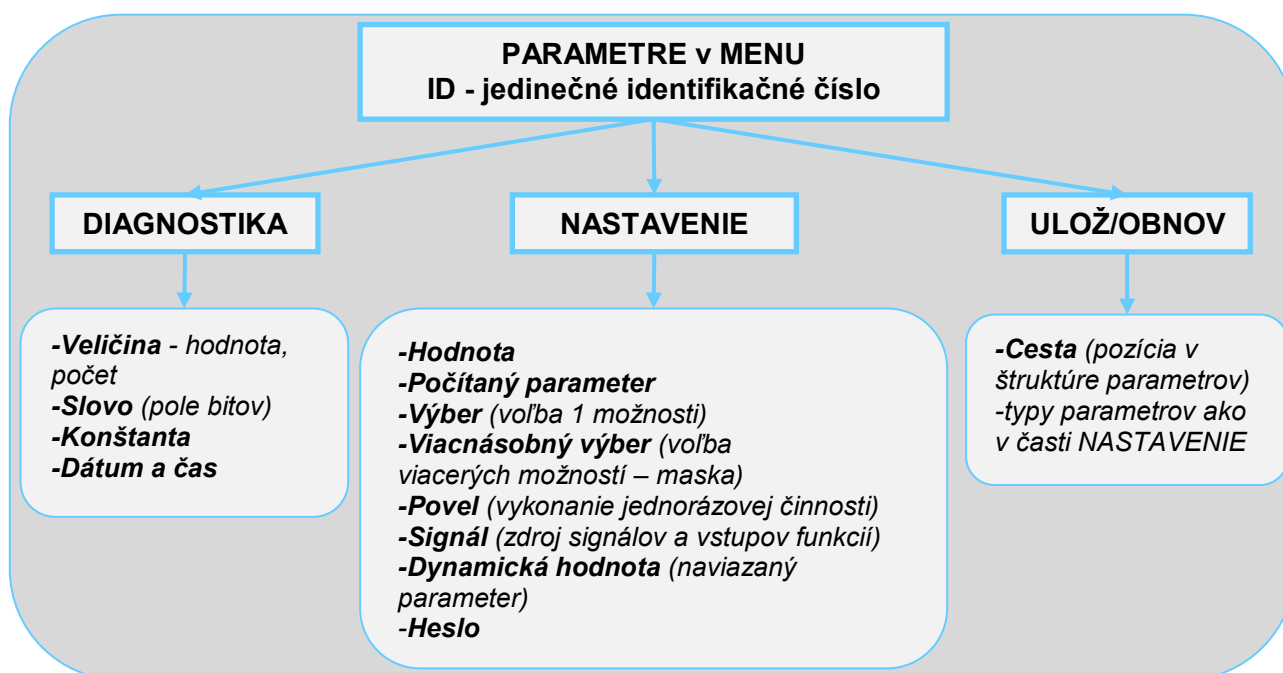 PARAMETRE v MENU
ID - jedinečné identifikačné číslo
DIAGNOSTIKA
NASTAVENIE
ULOŽ/OBNOV
-Veličina - hodnota,
počet
-Slovo (pole bitov)
-Konštanta
-Dátum a čas
-Hodnota
-Počítaný parameter
-Výber (voľba 1 možnosti)
-Viacnásobný výber (voľba
viacerých možností – maska)
-Povel (vykonanie jednorázovej činnosti)
-Signál (zdroj signálov a vstupov funkcií)
-Dynamická hodnota (naviazaný
parameter)
-Heslo
-Cesta (pozícia v
štruktúre parametrov)
-typy parametrov ako
v časti NASTAVENIE